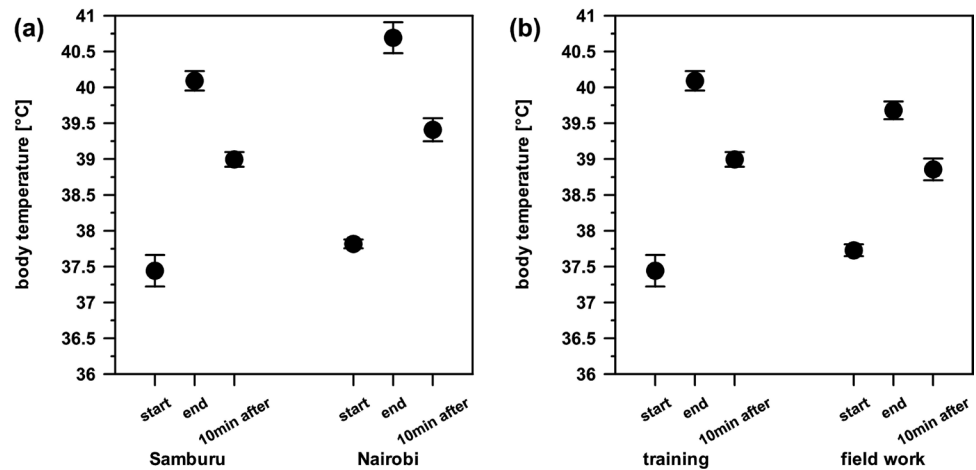 (a)
body temperature [°C]
41
40.5
40
39.5
39
38.5
38
37.5
37
36.5
36
start
end
10min after
start
end
10min after
Samburu
Nairobi
(b)
body temperature [°C]
41
40.5
40
39.5
39
38.5
38
37.5
37
36.5
36
start
end
10min after
start
end
10min after
training
field work